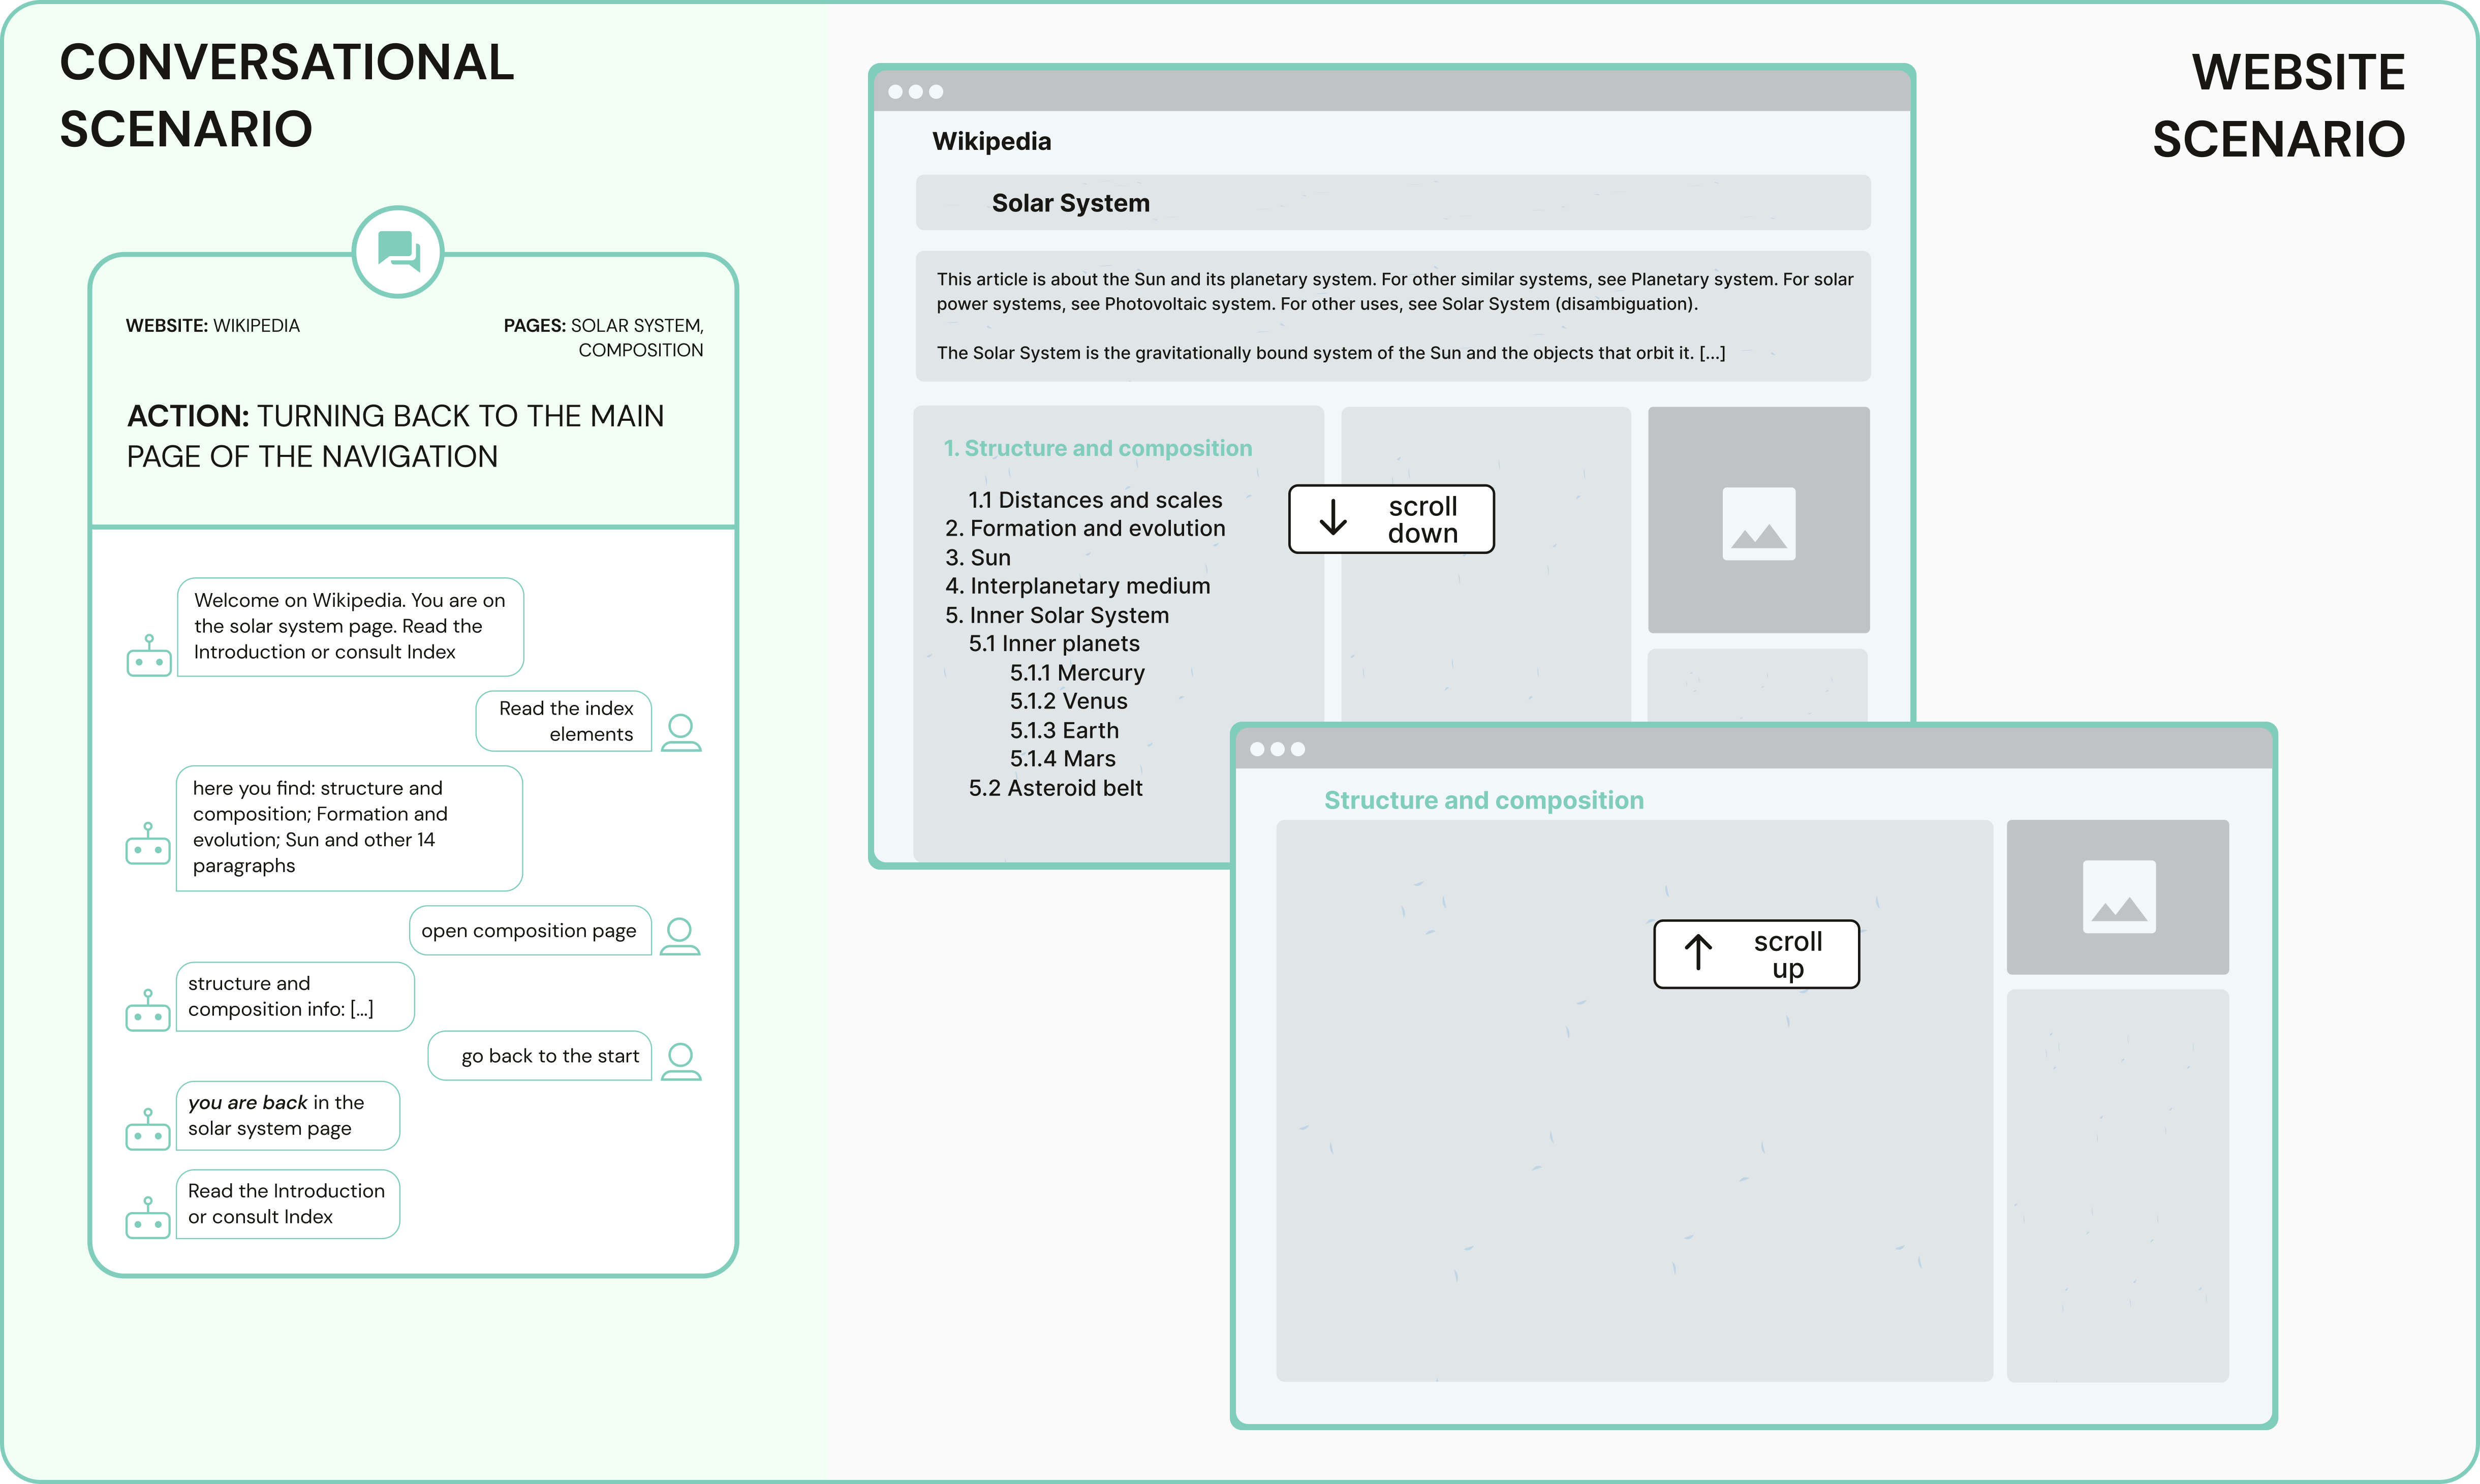 CONVERSATIONAL
SCENARIO
WEBSITE: WIKIPEDIA
PAGES: SOLAR SYSTEM,
COMPOSITION
ACTION: TURNING BACK TO THE MAIN
PAGE OF THE NAVIGATION
Welcome on Wikipedia. You are on
the solar system page. Read the
Introduction or consult Index
Read the index
elements
here you find: structure and
composition; Formation and
evolution; Sun and other 14
paragraphs
open composition page
structure and
composition info: [...]
go back to the start
you are back in the
solar system page
Read the Introduction
or consult Index
WEBSITE
SCENARIO
Wikipedia
Solar System
This article is about the Sun and its planetary system. For other similar systems, see Planetary system. For solar
power systems, see Photovoltaic system. For other uses, see Solar System (disambiguation).
The Solar System is the gravitationally bound system of the Sun and the objects that orbit it. [...]
1. Structure and composition
1.1 Distances and scales
2. Formation and evolution
3. Sun
4. Interplanetary medium
5. Inner Solar System
5.1 Inner planets
5.1.1 Mercury
5.1.2 Venus
5.1.3 Earth
5.1.4 Mars
5.2 Asteroid belt
scroll
down
Structure and composition
scroll
up